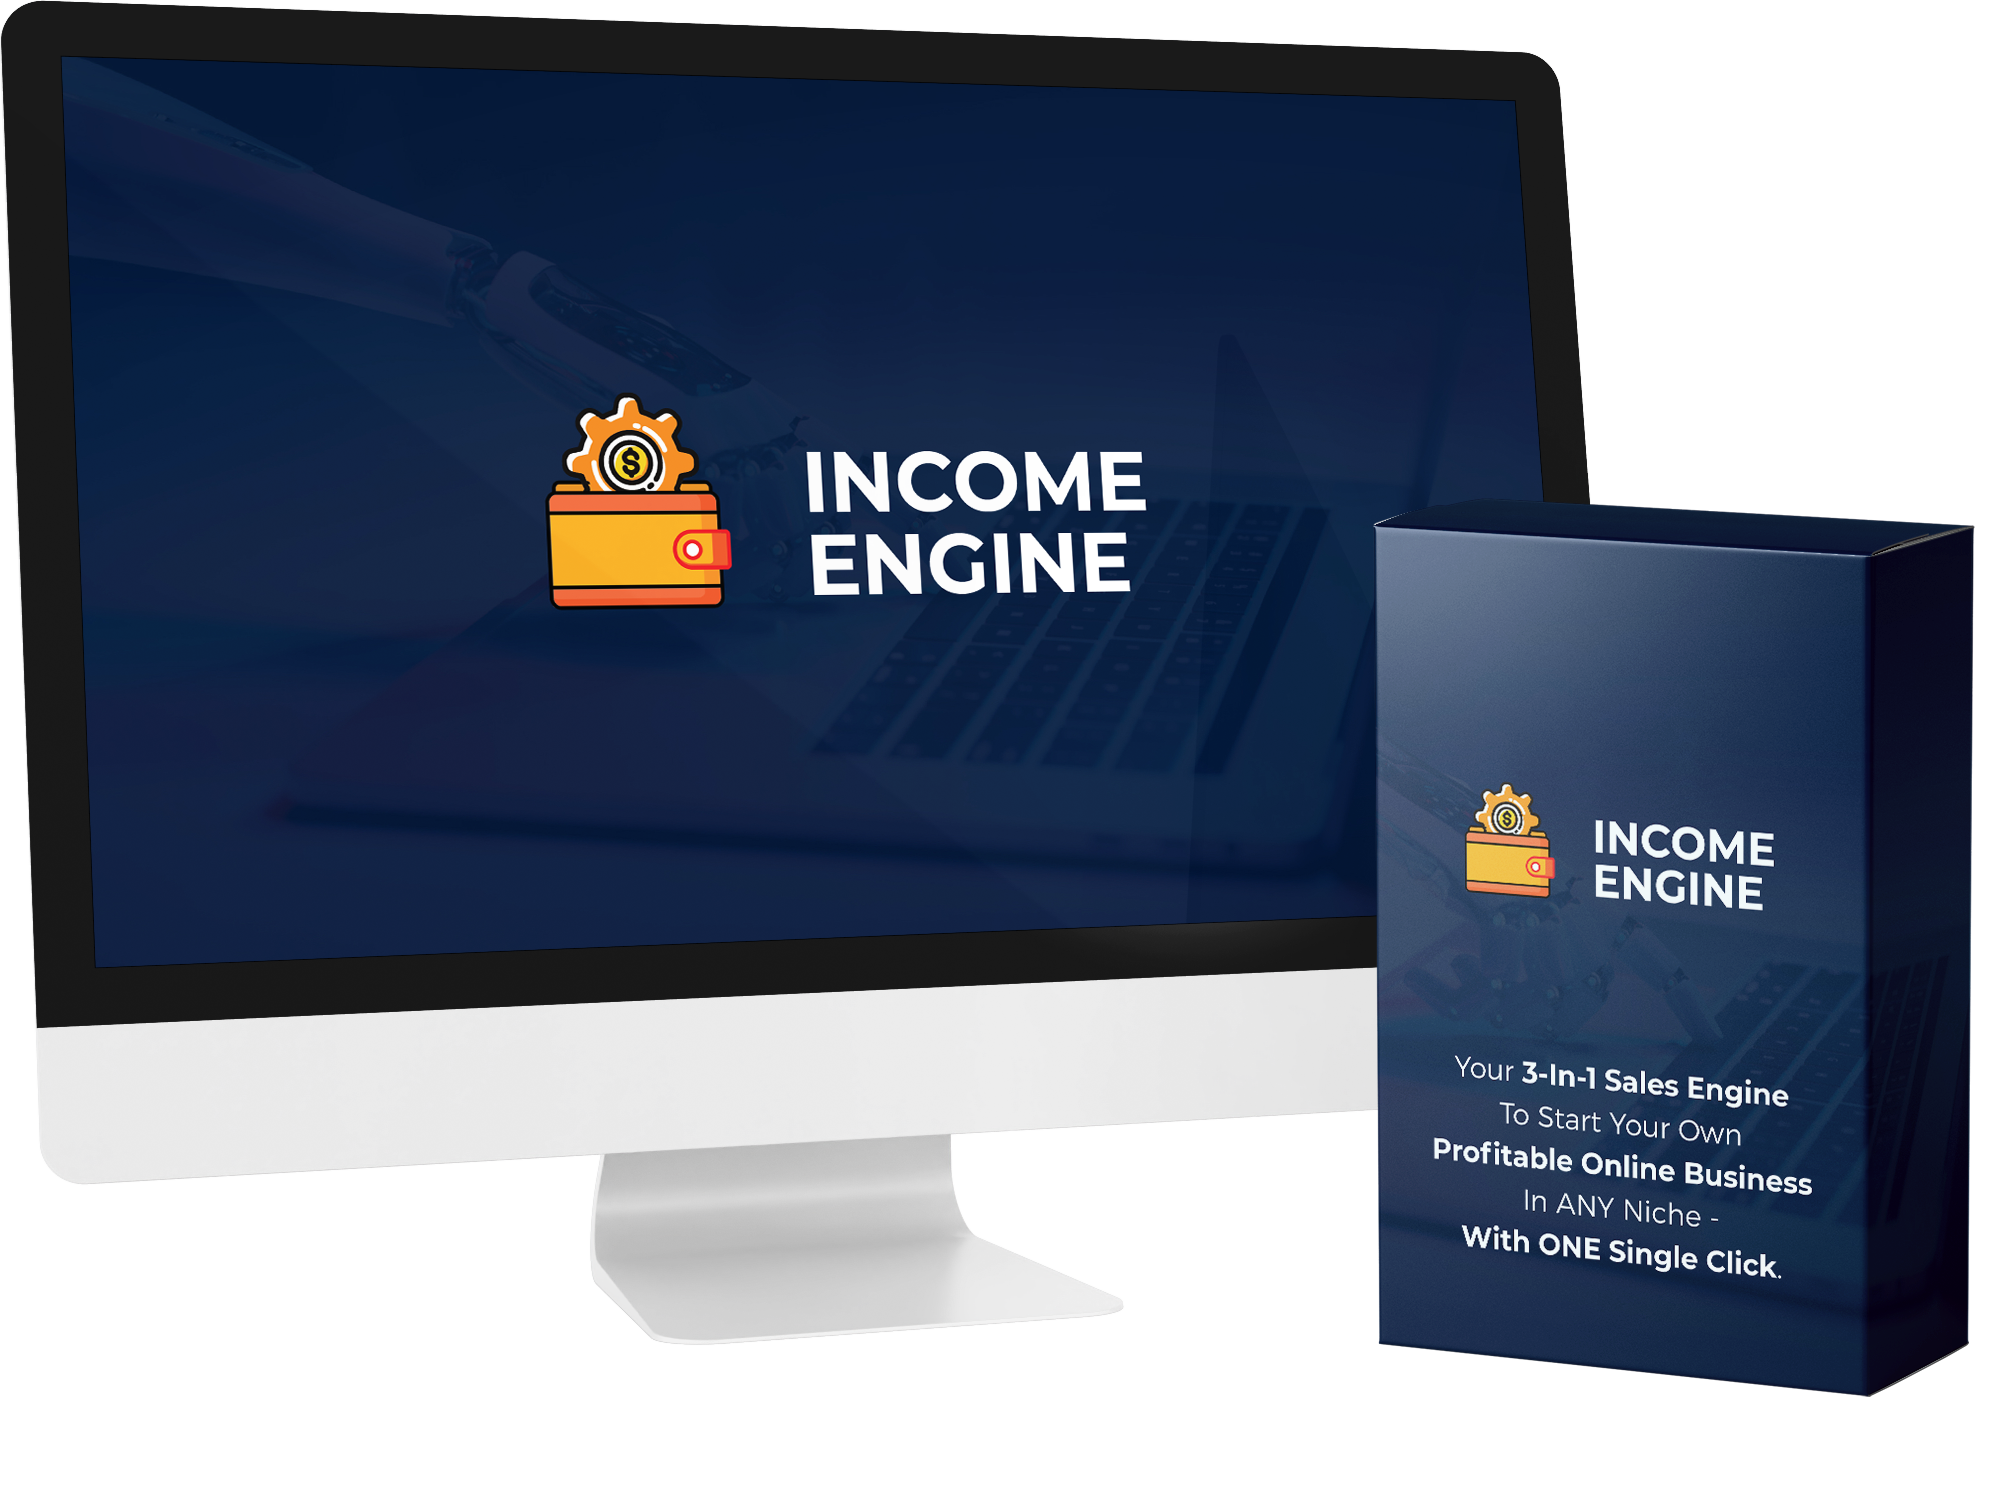 $
INCOME
ENGINE
$
INCOME
ENGINE
Your 3-In-1 Sales Engine
To Start Your Own
Profitable Online Business
In ANY Niche -
With ONE Single Click.